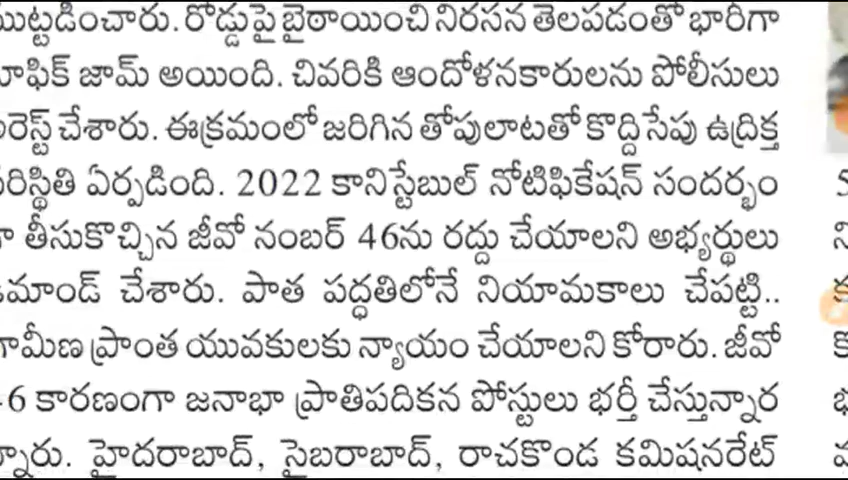 ముట్టడించారు. రోడ్డుపై బైఠాయించి నిరసన తెలపడంతో భారీగా
ట్రాఫిక్ జామ్ అయింది. చివరికి ఆందోళనకారులను పోలీసులు
అరెస్ట్ చేశారు. ఈక్రమంలో జరిగిన తోపులాటతో కొద్దిసేపు ఉద్రిక్త
పరిస్థితి ఏర్పడింది. 2022 కానిస్టేబుల్ నోటిఫికేషన్ సందర్భం
గా తీసుకొచ్చిన జీవో నంబర్ 46ను రద్దు చేయాలని అభ్యర్థులు
డిమాండ్ చేశారు. పాత పద్ధతిలోనే నియామకాలు చేపట్టి..
గ్రామీణ ప్రాంత యువకులకు న్యాయం చేయాలని కోరారు. జీవో
46 కారణంగా జనాభా ప్రాతిపదికన పోస్టులు భర్తీ చేస్తున్నార
న్నారు. హైదరాబాద్, సైబరాబాద్, రాచకొండ కమిషనరేట్